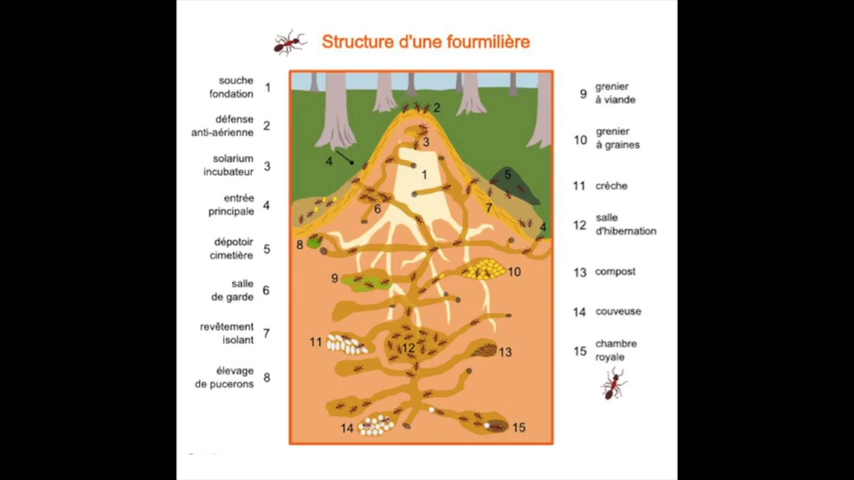 Structure d'une fourmilière
souche
fondation 1
défense
anti-aérienne 2
solarium
incubateur 3
entrée
principale 4
dépotoir
cimetière 5
salle
de garde 6
revêtement
isolant 7
élevage
de pucerons 8
2
3
4
1
5
6
7
4
8
9
10
11
12
13
14
15
9 grenier
à viande
10 grenier
à graines
11 crèche
12 salle
d'hibernation
13 compost
14 couveuse
15 chambre
royale